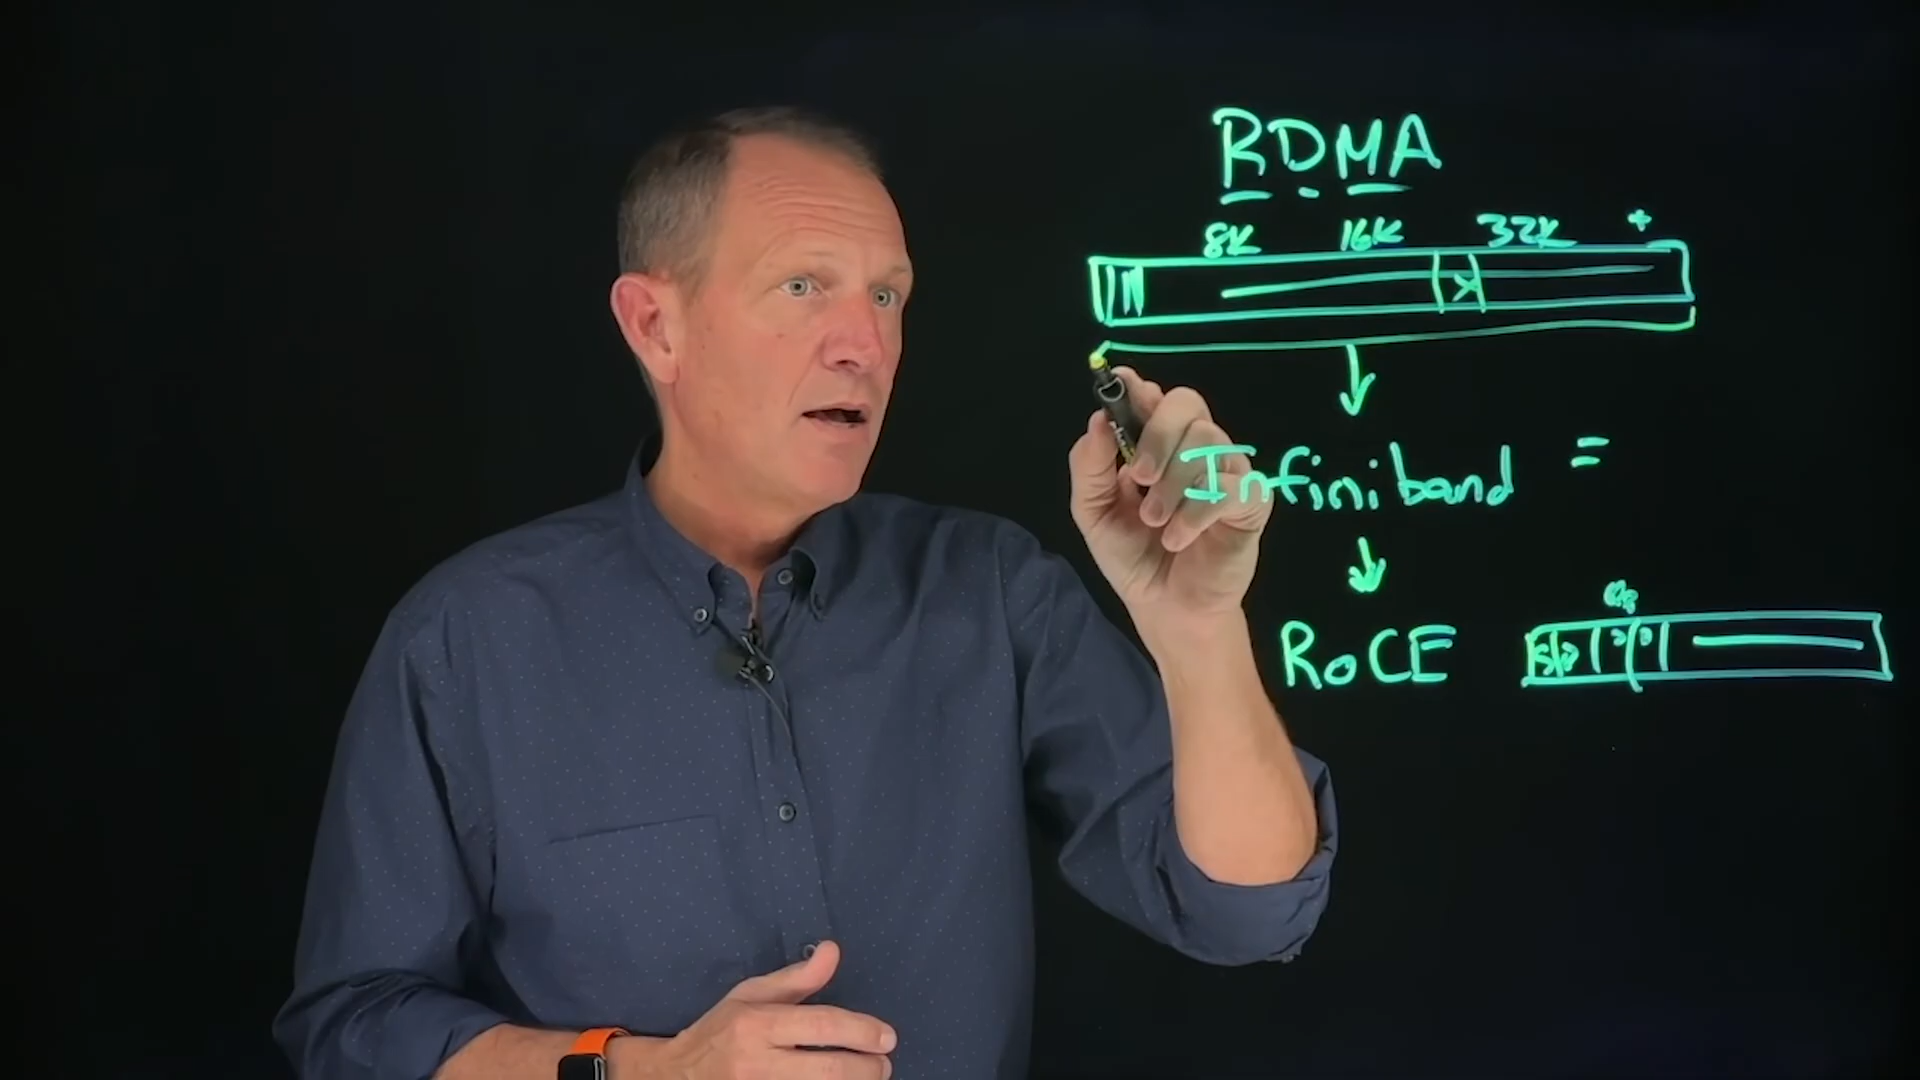 RDMA
8K 16K 32K +
X
Infiniband =
RoCE